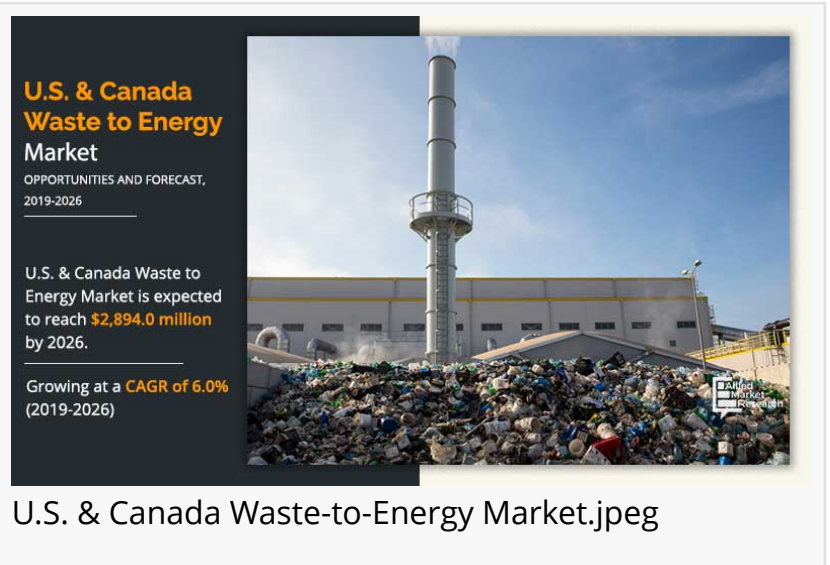 U.S. & Canada
Waste to Energy
Market
OPPORTUNITIES AND FORECAST,
2019-2026
U.S. & Canada Waste to
Energy Market is expected
to reach $2,894.0 million
by 2026.
Growing at a CAGR of 6.0%
(2019-2026)
Allied
Market
Research
U.S. & Canada Waste-to-Energy Market.jpeg